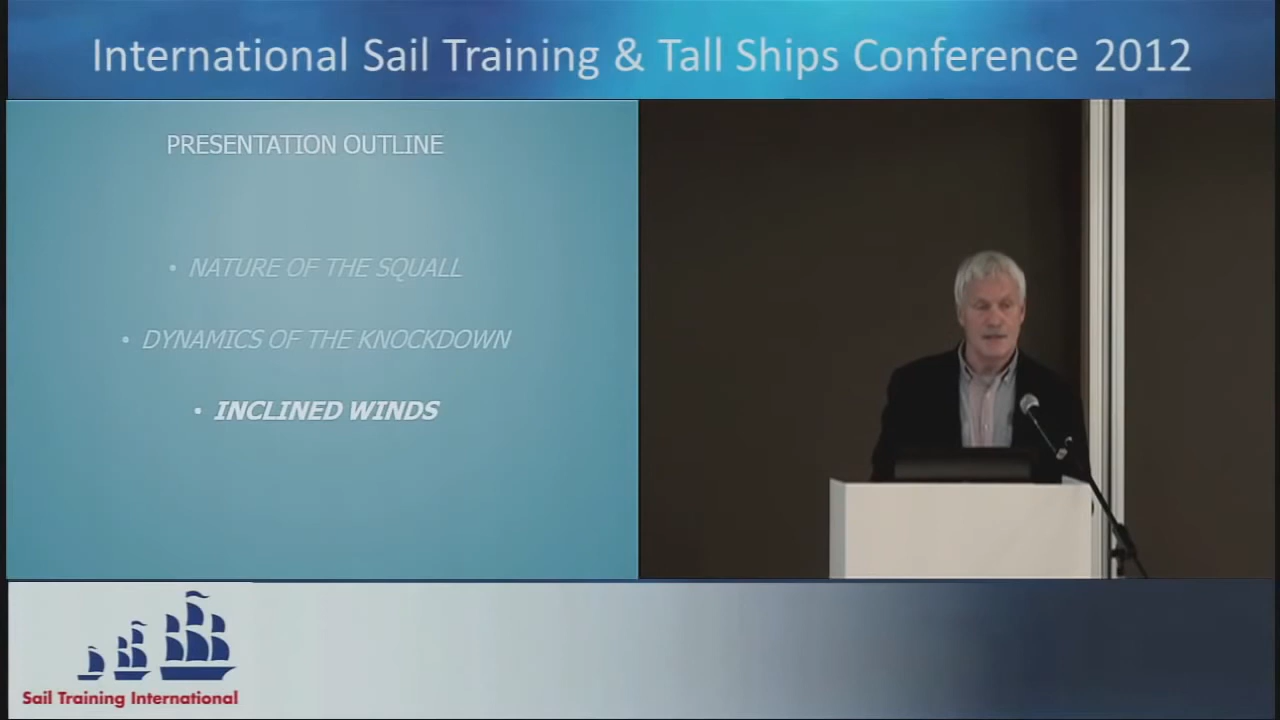 International Sail Training & Tall Ships Conference 2012
PRESENTATION OUTLINE
• NATURE OF THE SQUALL
• DYNAMICS OF THE KNOCKDOWN
• INCLINED WINDS
Sail Training International